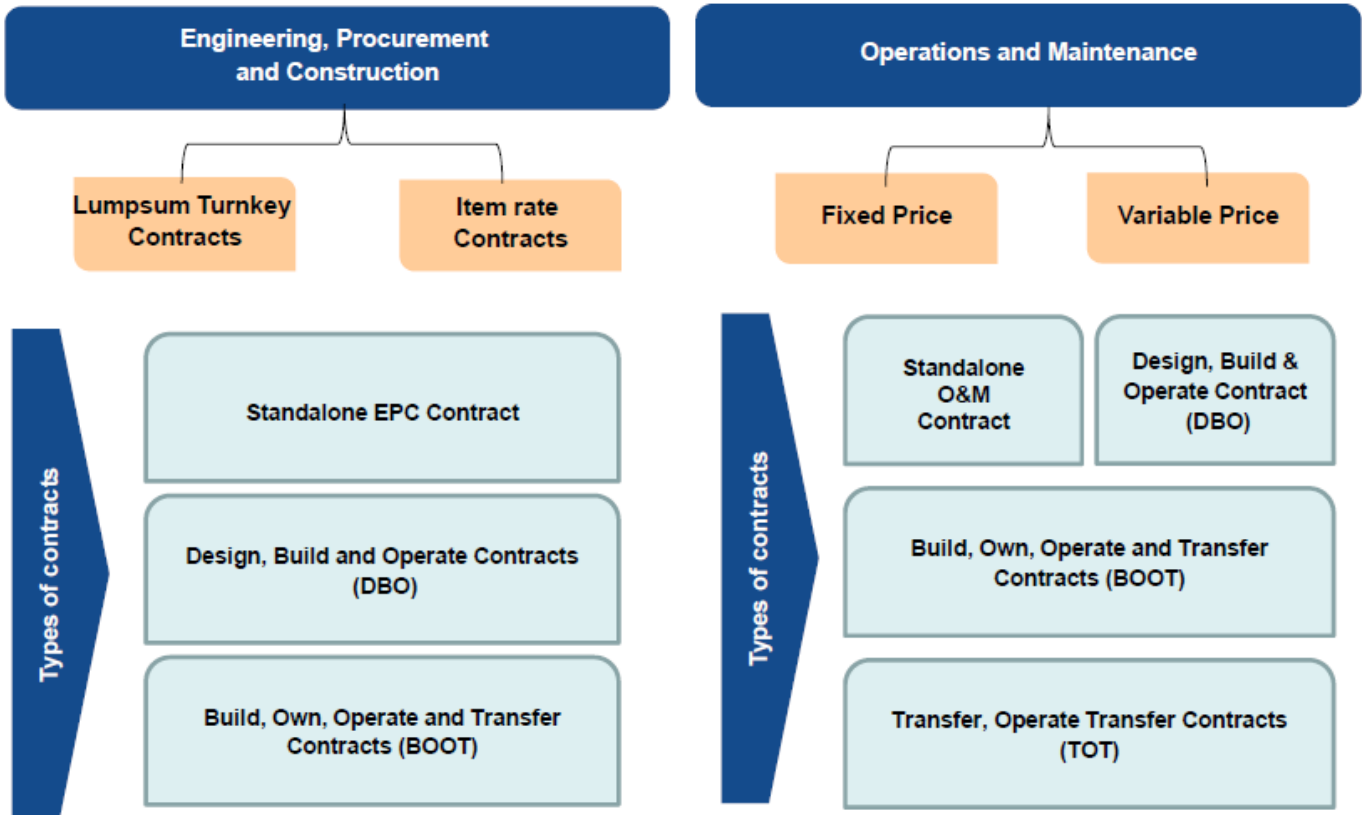 Engineering, Procurement
and Construction
Lumpsum Turnkey
Contracts
Item rate
Contracts
Types of contracts
Standalone EPC Contract
Design, Build and Operate Contracts
(DBO)
Build, Own, Operate and Transfer
Contracts (BOOT)
Operations and Maintenance
Fixed Price
Variable Price
Types of contracts
Standalone
O&M
Contract
Design, Build &
Operate Contract
(DBO)
Build, Own, Operate and Transfer
Contracts (BOOT)
Transfer, Operate Transfer Contracts
(TOT)